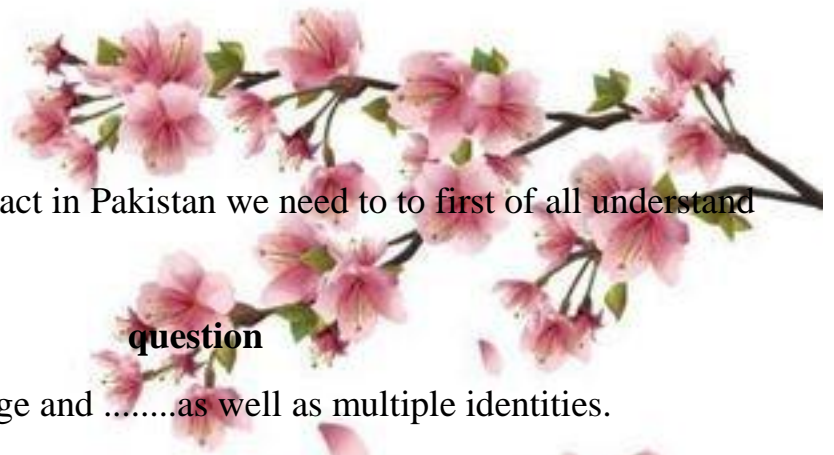 act in Pakistan we need to to first of all understand
question
ge and ........as well as multiple identities.